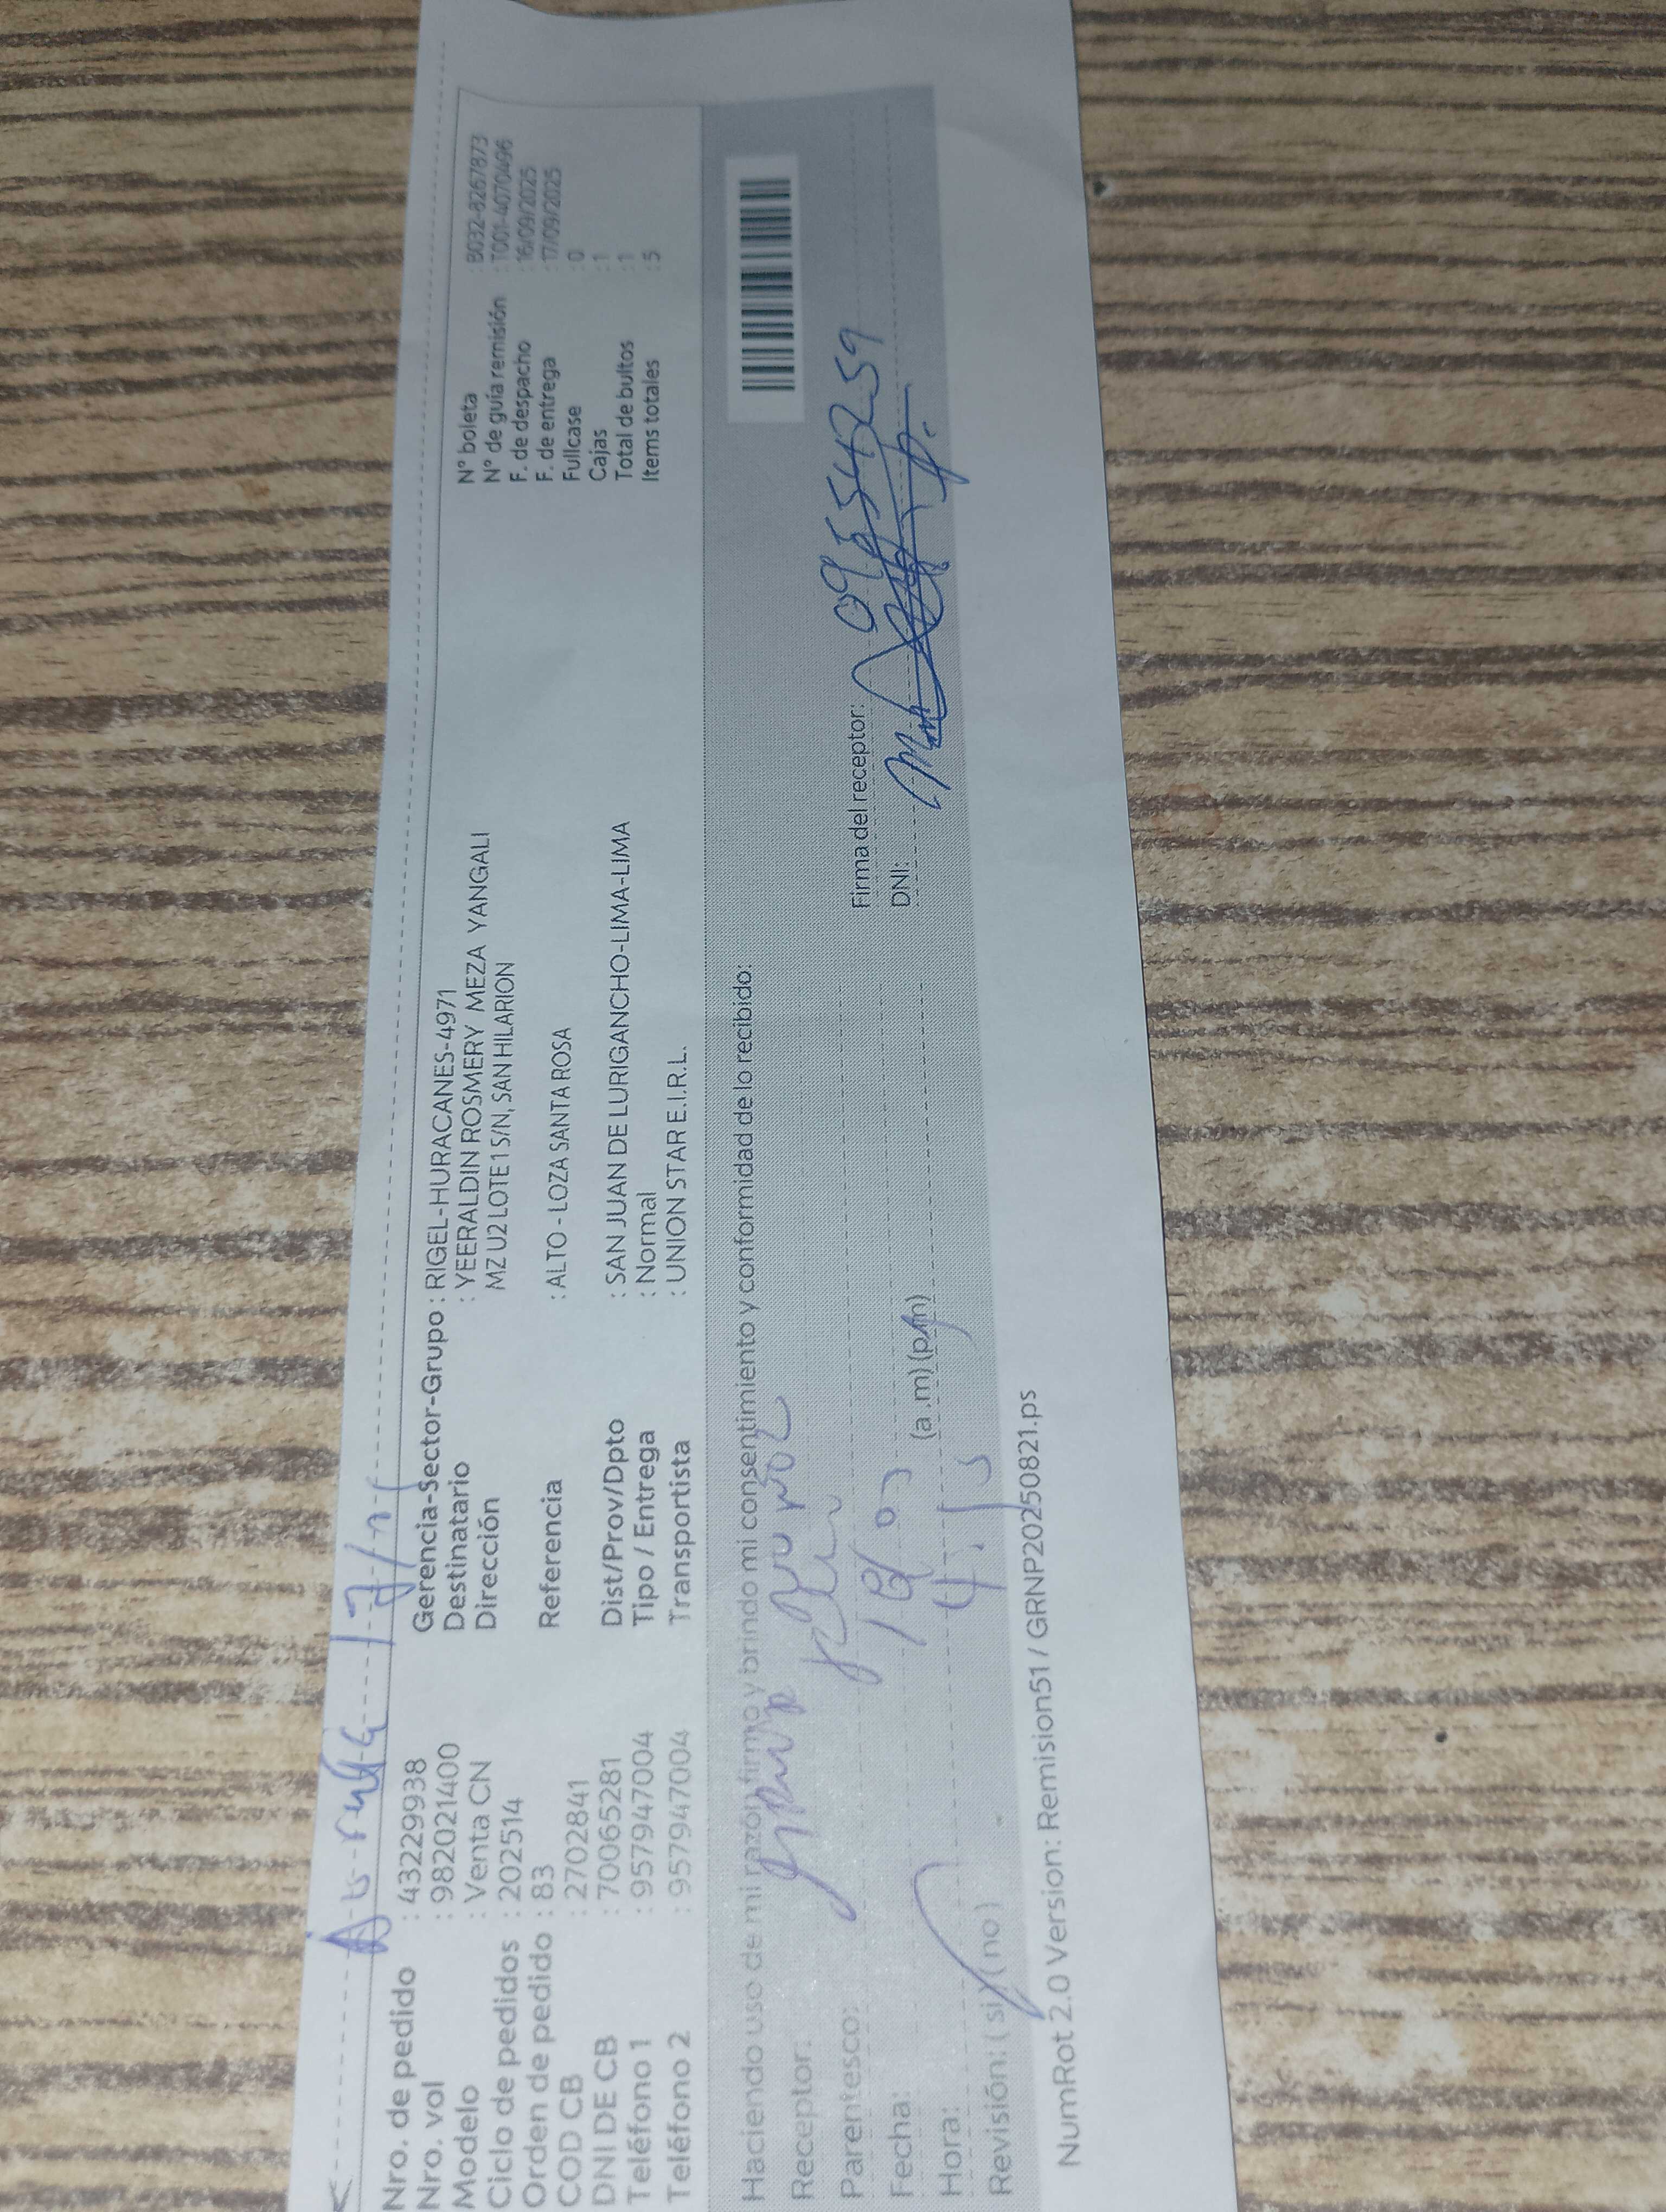 Nro. de pedido : 432299938
Nro. vol : 982021400
Modelo : Venta CN
Ciclo de pedidos : 202514
Orden de pedido : 83
COD CB : 2702841
DNI DE CB : 70065281
Teléfono 1 : 957947004
Teléfono 2 : 957947004
Gerencia-Sector-Grupo : RIGEL-HURACANES-4971
Destinatario : YEERALDIN ROSMERY MEZA YANGALI
Dirección MZ U2 LOTE 1 S/N, SAN HILARION
Referencia : ALTO - LOZA SANTA ROSA
Dist/Prov/Dpto : SAN JUAN DE LURIGANCHO-LIMA-LIMA
Tipo / Entrega : Normal
Transportista : UNION STAR E.I.R.L.
N° boleta : B032-8267873
N° de guía remisión : T001-4070496
F. de despacho : 16/09/2025
F. de entrega : 17/09/2025
Fullcase : 0
Cajas : 1
Total de bultos : 1
Items totales : 5
Haciendo uso de mi razón firmo y brindo mi consentimiento y conformidad de lo recibido:
Receptor:
Parentesco:
Fecha:
Hora: (a.m) (p.m)
Revisión: ( si ) ( no )
Firma del receptor:
DNI:
NumRot 2.0 Version: Remision51 / GRNP20250821.ps